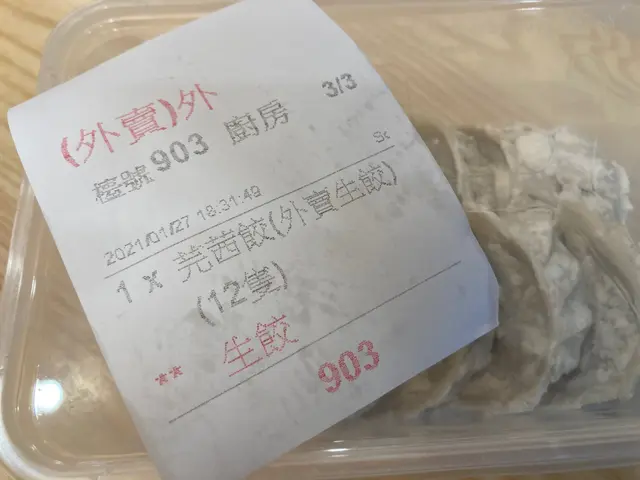 (外賣)外
檯號903 廚房 3/3
2021/01/27 18:31:49
1 X 芫茜餃(外賣生餃)
(12隻)
** 生餃
903